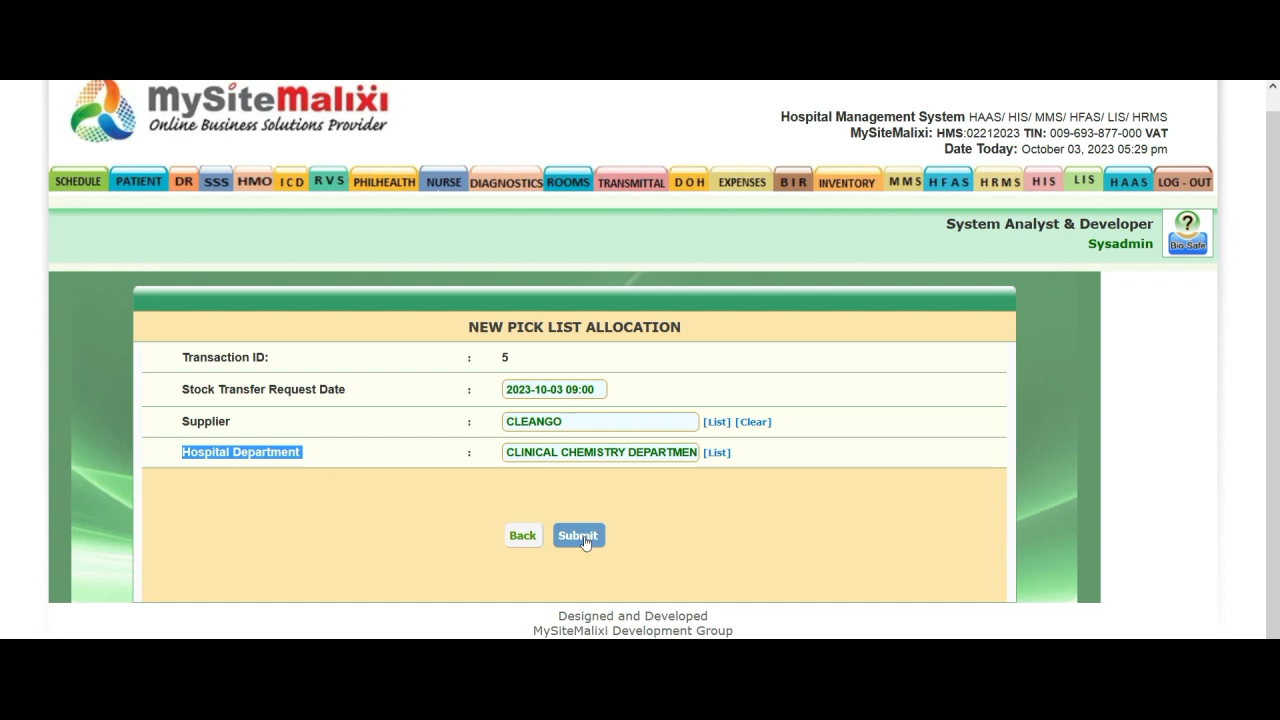 MySiteMalixi
Online Business Solutions Provider
Hospital Management System HAAS/ HIS/ MMS/ HFAS/ LIS/ HRMS
MySiteMalixi: HMS:02212023 TIN: 009-693-877-000 VAT
Date Today: October 03, 2023 05:29 pm
SCHEDULE PATIENT DR SSS HMO ICD RVS PHILHEALTH NURSE DIAGNOSTICS ROOMS TRANSMITTAL DOH EXPENSES BIR INVENTORY MMS HFAS HRMS HIS LIS HAAS LOG - OUT
System Analyst & Developer
Sysadmin
?
Bio-Safe
NEW PICK LIST ALLOCATION
Transaction ID: : 5
Stock Transfer Request Date : 2023-10-03 09:00
Supplier : CLEANGO [List] [Clear]
Hospital Department : CLINICAL CHEMISTRY DEPARTMEN [List]
Back Submit
Designed and Developed
MySiteMalixi Development Group